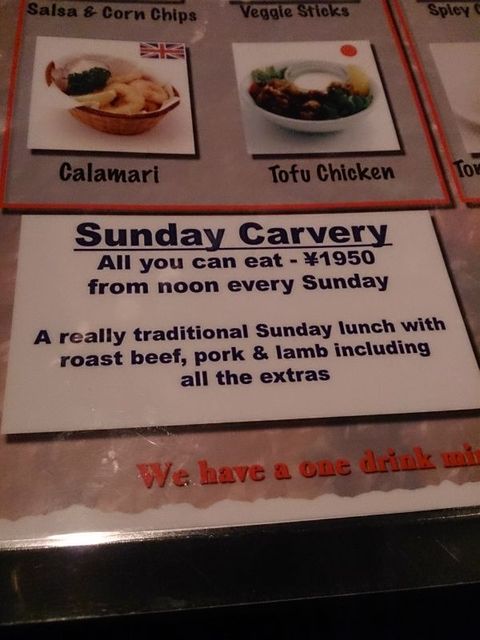 Salsa & Corn Chips
Veggie Sticks
Spicy
Calamari
Tofu Chicken
Sunday Carvery
All you can eat - ¥1950
from noon every Sunday
A really traditional Sunday lunch with
roast beef, pork & lamb including
all the extras
We have a one drink